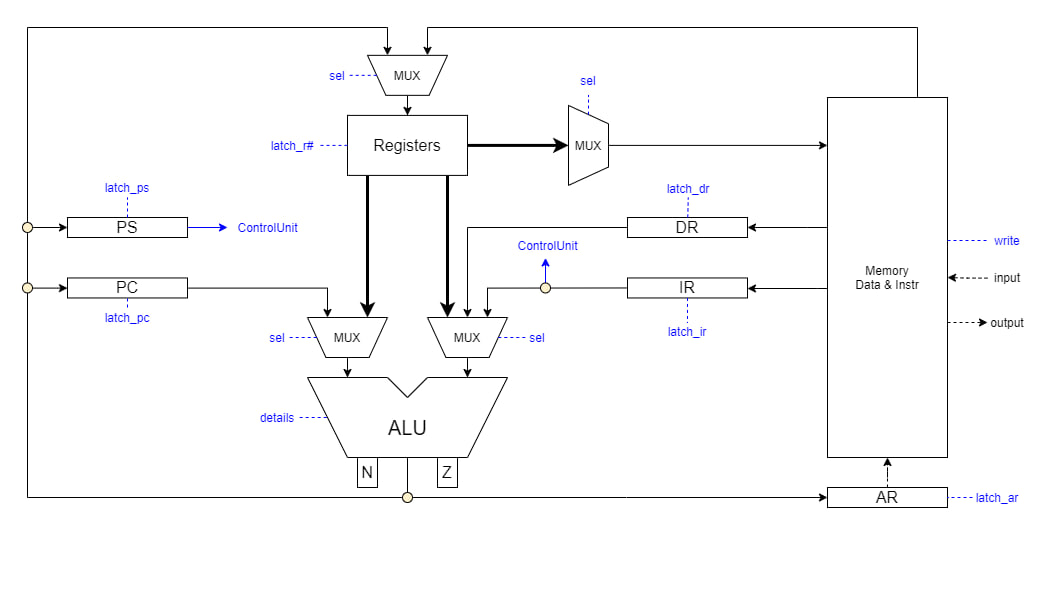 MUX
sel
sel
Registers
latch_r#
MUX
latch_ps
latch_dr
PS
ControlUnit
DR
ControlUnit
write
Memory
Data & Instr
input
PC
IR
latch_pc
output
latch_ir
sel
MUX
MUX
sel
details
ALU
N
Z
AR
latch_ar